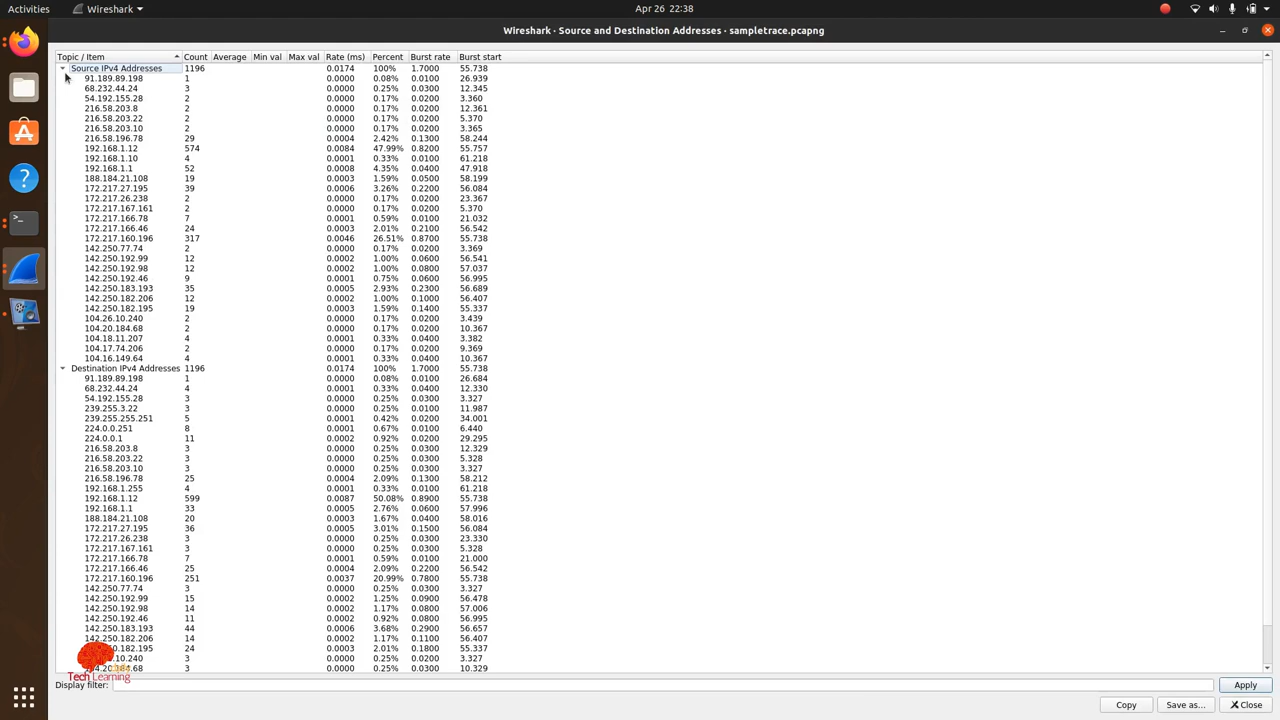 Activities Wireshark Apr 26 22:38
Wireshark · Source and Destination Addresses · sampletrace.pcapng
Topic / Item Count Average Min val Max val Rate (ms) Percent Burst rate Burst start
Source IPv4 Addresses 1196 0.0174 100% 1.7000 55.738
91.189.89.198 1 0.0000 0.08% 0.0100 26.939
68.232.44.24 3 0.0000 0.25% 0.0300 12.345
54.192.155.28 2 0.0000 0.17% 0.0200 3.360
216.58.203.8 2 0.0000 0.17% 0.0200 12.361
216.58.203.22 2 0.0000 0.17% 0.0200 5.370
216.58.203.10 2 0.0000 0.17% 0.0200 3.365
216.58.196.78 29 0.0004 2.42% 0.1300 58.244
192.168.1.12 574 0.0084 47.99% 0.8200 55.757
192.168.1.10 4 0.0001 0.33% 0.0100 61.218
192.168.1.1 52 0.0008 4.35% 0.0400 47.918
188.184.21.108 19 0.0003 1.59% 0.0500 58.199
172.217.27.195 39 0.0006 3.26% 0.2200 56.084
172.217.26.238 2 0.0000 0.17% 0.0200 23.367
172.217.167.161 2 0.0000 0.17% 0.0200 5.370
172.217.166.78 7 0.0001 0.59% 0.0100 21.032
172.217.166.46 24 0.0003 2.01% 0.2100 56.542
172.217.160.196 317 0.0046 26.51% 0.8700 55.738
142.250.77.74 2 0.0000 0.17% 0.0200 3.369
142.250.192.99 12 0.0002 1.00% 0.0600 56.541
142.250.192.98 12 0.0002 1.00% 0.0800 57.037
142.250.192.46 9 0.0001 0.75% 0.0600 56.995
142.250.183.193 35 0.0005 2.93% 0.2300 56.689
142.250.182.206 12 0.0002 1.00% 0.1000 56.407
142.250.182.195 19 0.0003 1.59% 0.1400 55.337
104.26.10.240 2 0.0000 0.17% 0.0200 3.439
104.20.184.68 2 0.0000 0.17% 0.0200 10.367
104.18.11.207 4 0.0001 0.33% 0.0400 3.382
104.17.74.206 2 0.0000 0.17% 0.0200 9.369
104.16.149.64 4 0.0001 0.33% 0.0400 10.367
Destination IPv4 Addresses 1196 0.0174 100% 1.7000 55.738
91.189.89.198 1 0.0000 0.08% 0.0100 26.684
68.232.44.24 4 0.0001 0.33% 0.0400 12.330
54.192.155.28 3 0.0000 0.25% 0.0300 3.327
239.255.3.22 3 0.0000 0.25% 0.0100 11.987
239.255.255.251 5 0.0001 0.42% 0.0200 34.001
224.0.0.251 8 0.0001 0.67% 0.0100 6.440
224.0.0.1 11 0.0002 0.92% 0.0200 29.295
216.58.203.8 3 0.0000 0.25% 0.0300 12.329
216.58.203.22 3 0.0000 0.25% 0.0300 5.328
216.58.203.10 3 0.0000 0.25% 0.0300 3.327
216.58.196.78 25 0.0004 2.09% 0.1300 58.212
192.168.1.255 4 0.0001 0.33% 0.0100 61.218
192.168.1.12 599 0.0087 50.08% 0.8900 55.738
192.168.1.1 33 0.0005 2.76% 0.0600 57.996
188.184.21.108 20 0.0003 1.67% 0.0400 58.016
172.217.27.195 36 0.0005 3.01% 0.1500 56.084
172.217.26.238 3 0.0000 0.25% 0.0300 23.330
172.217.167.161 3 0.0000 0.25% 0.0300 5.328
172.217.166.78 7 0.0001 0.59% 0.0100 21.000
172.217.166.46 25 0.0004 2.09% 0.2200 56.542
172.217.160.196 251 0.0037 20.99% 0.7800 55.738
142.250.77.74 3 0.0000 0.25% 0.0300 3.327
142.250.192.99 15 0.0002 1.25% 0.0900 56.478
142.250.192.98 14 0.0002 1.17% 0.0800 57.006
142.250.192.46 11 0.0002 0.92% 0.0800 56.995
142.250.183.193 44 0.0006 3.68% 0.2900 56.657
142.250.182.206 14 0.0002 1.17% 0.1100 56.407
.182.195 24 0.0003 2.01% 0.1800 55.337
.10.240 3 0.0000 0.25% 0.0200 3.327
.68 3 0.0000 0.25% 0.0300 10.329
Tech Learning
Display filter: Apply
Copy Save as... Close